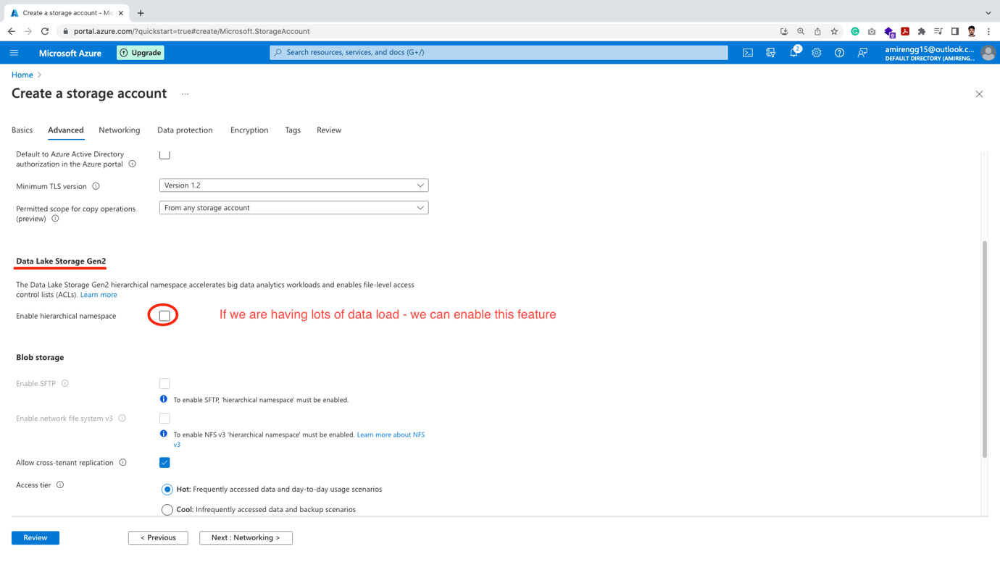 Create a storage account - Mic
portal.azure.com/?quickstart=true#create/Microsoft.StorageAccount
Microsoft Azure
Upgrade
Search resources, services, and docs (G+/)
2
amirengg15@outlook.c...
DEFAULT DIRECTORY (AMIRENG...
Home
Create a storage account ...
Basics Advanced Networking Data protection Encryption Tags Review
Default to Azure Active Directory
authorization in the Azure portal
Minimum TLS version
Version 1.2
Permitted scope for copy operations
(preview)
From any storage account
Data Lake Storage Gen2
The Data Lake Storage Gen2 hierarchical namespace accelerates big data analytics workloads and enables file-level access
control lists (ACLs). Learn more
Enable hierarchical namespace
If we are having lots of data load - we can enable this feature
Blob storage
Enable SFTP
To enable SFTP, 'hierarchical namespace' must be enabled.
Enable network file system v3
To enable NFS v3 'hierarchical namespace' must be enabled. Learn more about NFS
v3
Allow cross-tenant replication
Access tier
Hot: Frequently accessed data and day-to-day usage scenarios
Cool: Infrequently accessed data and backup scenarios
Review
< Previous
Next : Networking >